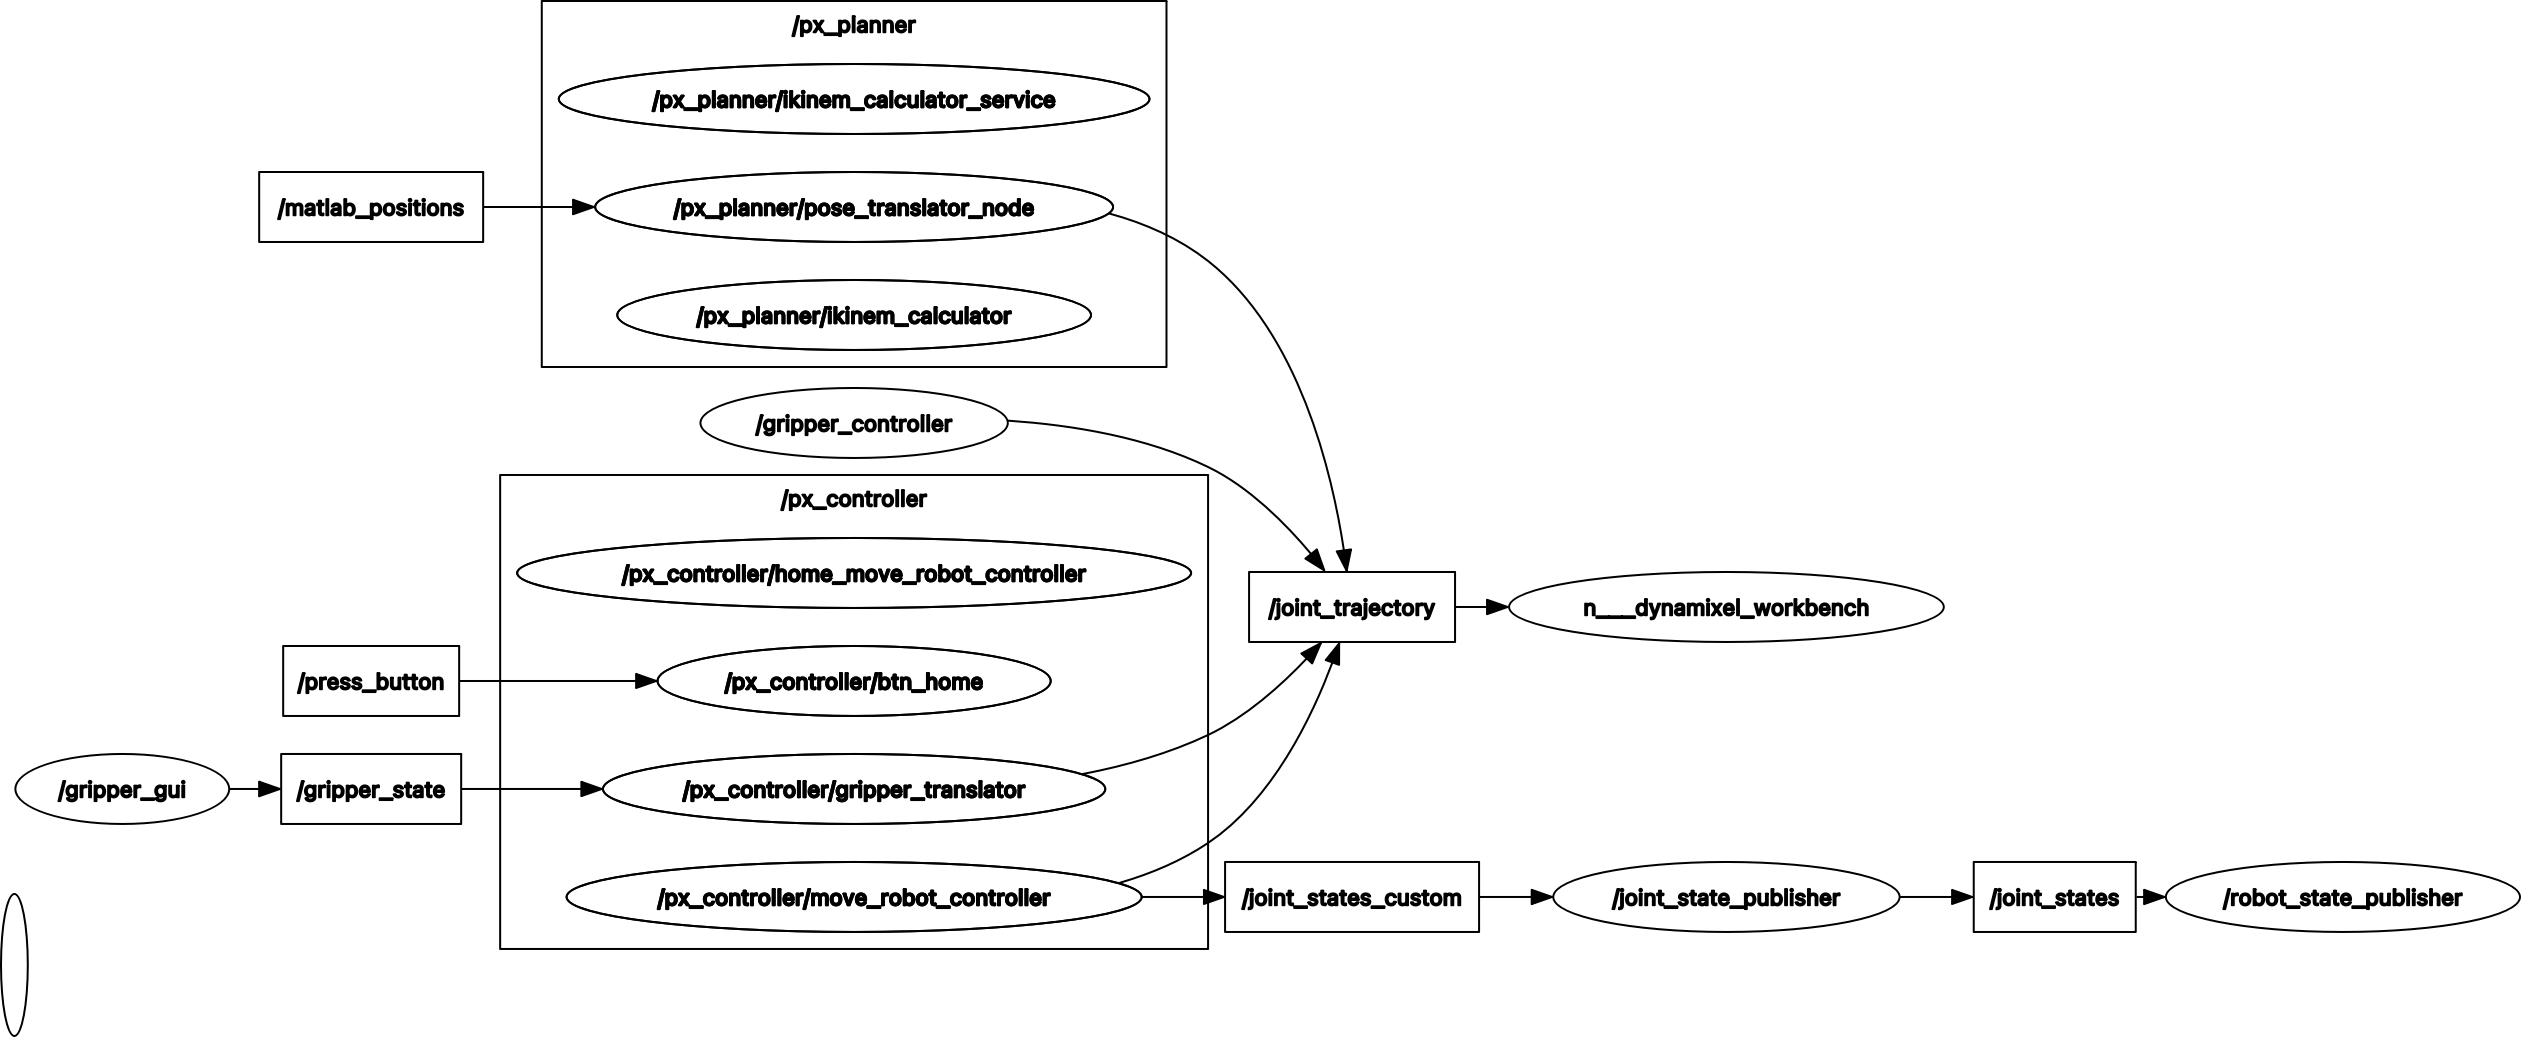 /px_planner
/px_planner/ikinem_calculator_service
/matlab_positions
/px_planner/pose_translator_node
/px_planner/ikinem_calculator
/gripper_controller
/px_controller
/px_controller/home_move_robot_controller
/joint_trajectory
n___dynamixel_workbench
/press_button
/px_controller/btn_home
/gripper_gui
/gripper_state
/px_controller/gripper_translator
/px_controller/move_robot_controller
/joint_states_custom
/joint_state_publisher
/joint_states
/robot_state_publisher